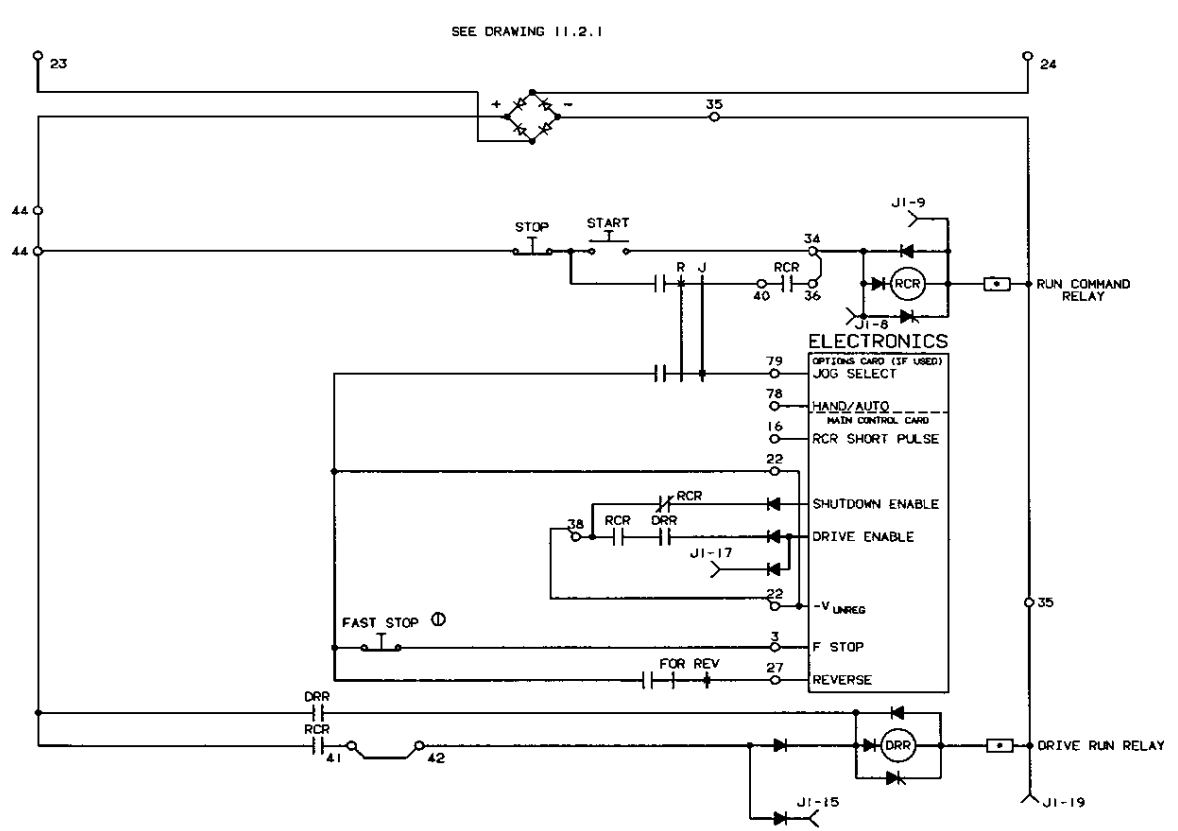 SEE DRAWING 11.2.1
23
24
+
-
35
44
J1-9
44
STOP
START
34
R J
RCR
40
36
RCR
RUN COMMAND
RELAY
J1-8
ELECTRONICS
OPTIONS CARD (IF USED)
79
JOG SELECT
78
HAND/AUTO
MAIN CONTROL CARD
16
RCR SHORT PULSE
22
RCR
SHUTDOWN ENABLE
38
RCR
DRR
DRIVE ENABLE
J1-17
22
-V UNREG
35
FAST STOP ①
3
F STOP
FOR REV
27
REVERSE
DRR
RCR
41
42
DRR
DRIVE RUN RELAY
J1-15
J1-19